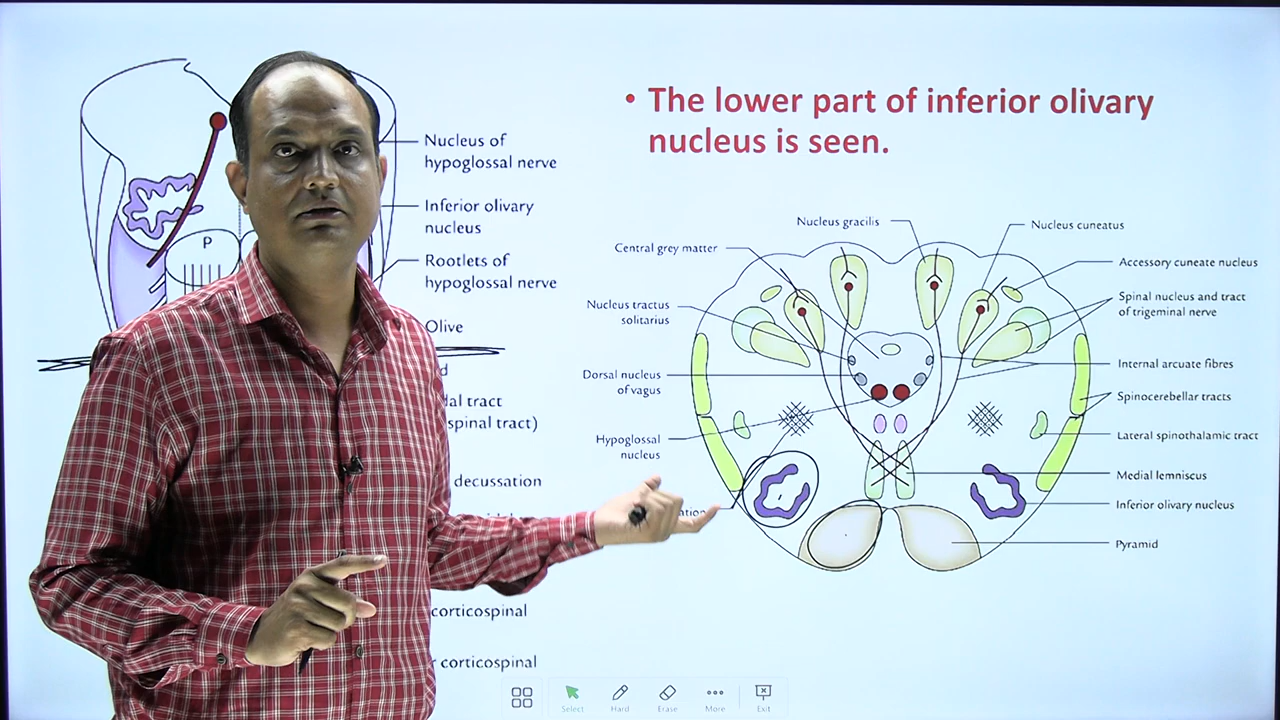 • The lower part of inferior olivary
nucleus is seen.
Nucleus of
hypoglossal nerve
Inferior olivary
nucleus
Rootlets of
hypoglossal nerve
Olive
P
dal tract
spinal tract)
decussation
corticospinal
corticospinal
Nucleus gracilis
Nucleus cuneatus
Central grey matter
Accessory cuneate nucleus
Nucleus tractus
solitarius
Spinal nucleus and tract
of trigeminal nerve
Internal arcuate fibres
Dorsal nucleus
of vagus
Spinocerebellar tracts
Hypoglossal
nucleus
Lateral spinothalamic tract
Medial lemniscus
Inferior olivary nucleus
Pyramid
Select
Hard
Erase
More
Exit